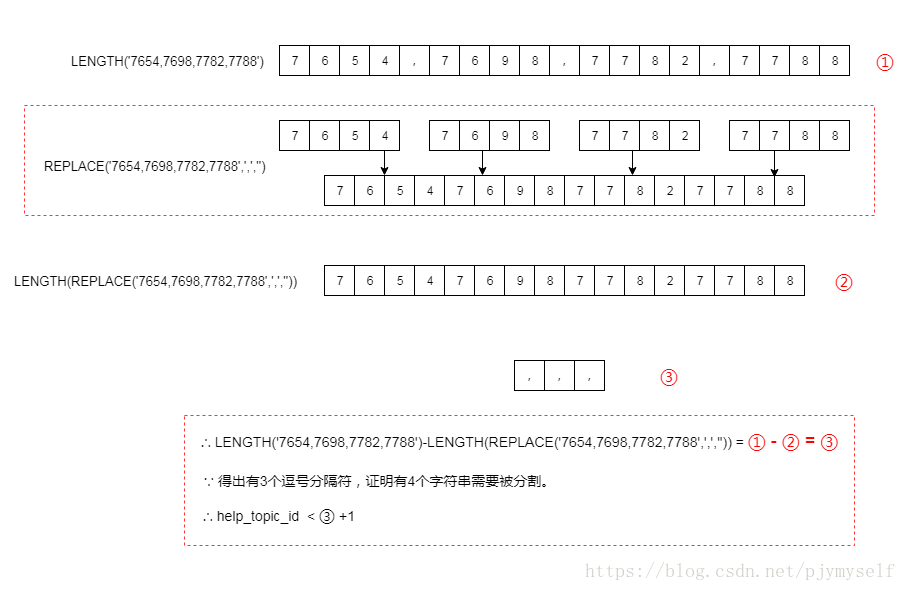 LENGTH('7654,7698,7782,7788') 7 6 5 4 , 7 6 9 8 , 7 7 8 2 , 7 7 8 8 ①
7 6 5 4 7 6 9 8 7 7 8 2 7 7 8 8
REPLACE('7654,7698,7782,7788',',','')
7 6 5 4 7 6 9 8 7 7 8 2 7 7 8 8
LENGTH(REPLACE('7654,7698,7782,7788',',','')) 7 6 5 4 7 6 9 8 7 7 8 2 7 7 8 8 ②
, , , ③
∴ LENGTH('7654,7698,7782,7788')-LENGTH(REPLACE('7654,7698,7782,7788',',','')) = ① - ② = ③
∵ 得出有3个逗号分隔符，证明有4个字符串需要被分割。
∴ help_topic_id < ③ +1
https://blog.csdn.net/pjymyself